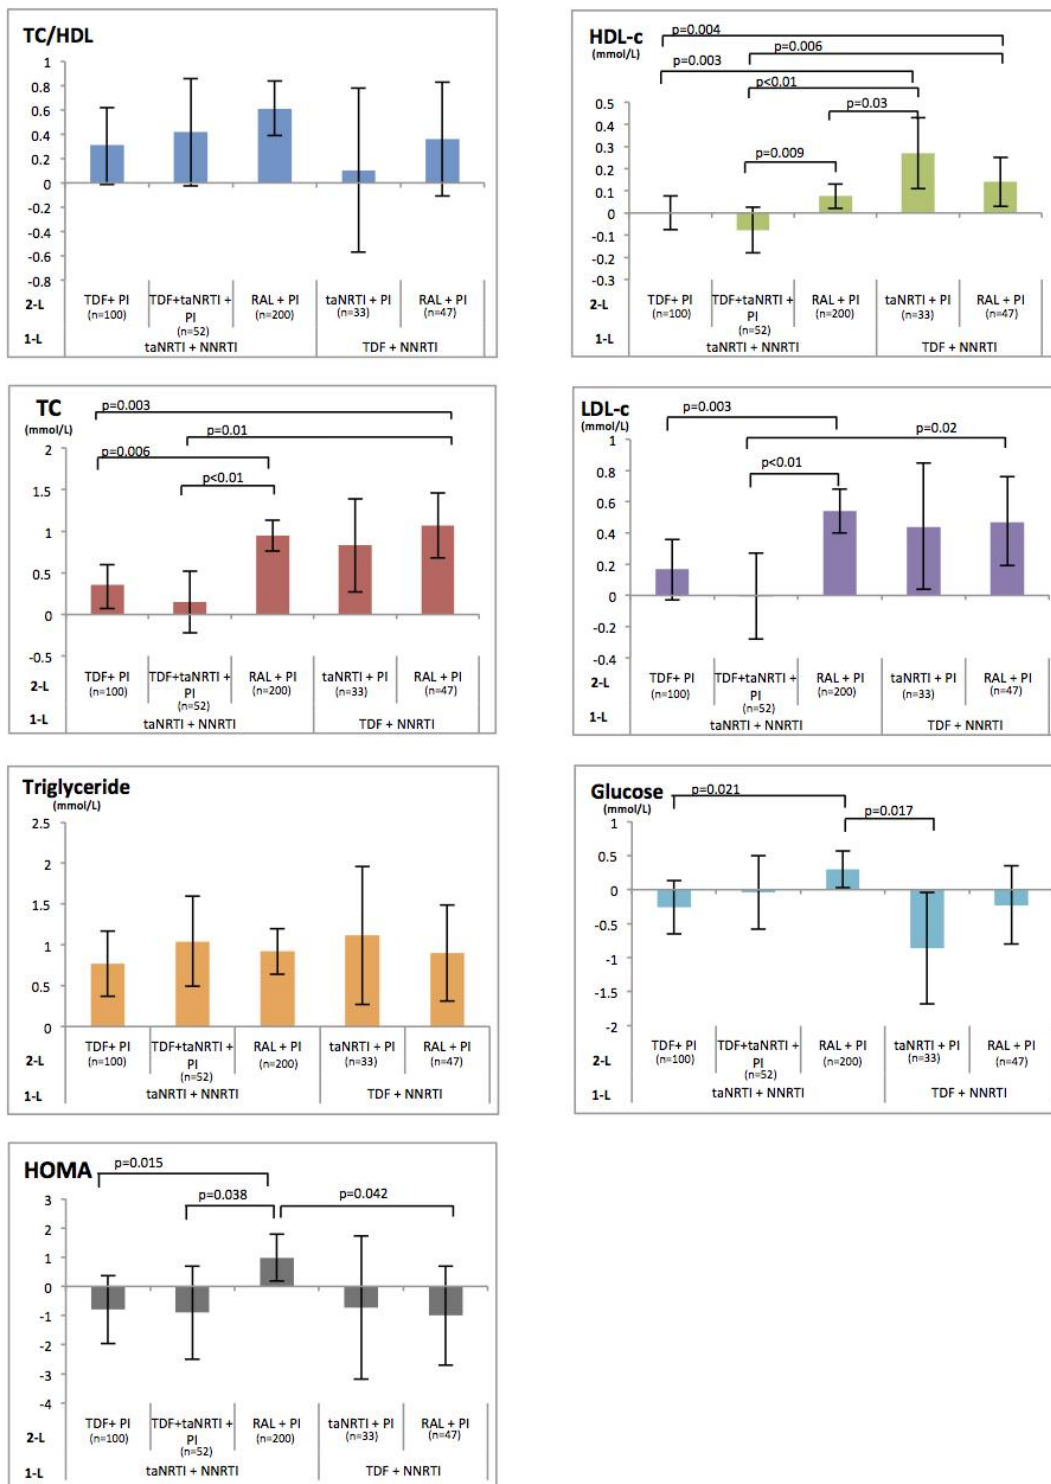 TC/HDL
1
0.8
0.6
0.4
0.2
0
-0.2
-0.4
-0.6
-0.8
2-L TDF+ PI TDF+taNRTI + RAL + PI taNRTI + PI RAL + PI
(n=100) PI (n=200) (n=33) (n=47)
(n=52)
1-L taNRTI + NNRTI TDF + NNRTI
HDL-c
(mmol/L)
p=0.004
p=0.006
p=0.003
p<0.01
p=0.03
p=0.009
0.5
0.4
0.3
0.2
0.1
0
-0.1
-0.2
-0.3
2-L TDF+ PI TDF+taNRTI + RAL + PI taNRTI + PI RAL + PI
(n=100) PI (n=200) (n=33) (n=47)
(n=52)
1-L taNRTI + NNRTI TDF + NNRTI
TC
(mmol/L)
p=0.003
p=0.01
p=0.006
p<0.01
2
1.5
1
0.5
0
-0.5
2-L TDF+ PI TDF+taNRTI + RAL + PI taNRTI + PI RAL + PI
(n=100) PI (n=200) (n=33) (n=47)
(n=52)
1-L taNRTI + NNRTI TDF + NNRTI
LDL-c
(mmol/L)
p=0.003
p=0.02
p<0.01
1
0.8
0.6
0.4
0.2
0
-0.2
-0.4
2-L TDF+ PI TDF+taNRTI + RAL + PI taNRTI + PI RAL + PI
(n=100) PI (n=200) (n=33) (n=47)
(n=52)
1-L taNRTI + NNRTI TDF + NNRTI
Triglyceride
(mmol/L)
2.5
2
1.5
1
0.5
0
2-L TDF+ PI TDF+taNRTI + RAL + PI taNRTI + PI RAL + PI
(n=100) PI (n=200) (n=33) (n=47)
(n=52)
1-L taNRTI + NNRTI TDF + NNRTI
Glucose
(mmol/L)
p=0.021
p=0.017
1
0.5
0
-0.5
-1
-1.5
-2
2-L TDF+ PI TDF+taNRTI + RAL + PI taNRTI + PI RAL + PI
(n=100) PI (n=200) (n=33) (n=47)
(n=52)
1-L taNRTI + NNRTI TDF + NNRTI
HOMA
p=0.015
p=0.038
p=0.042
3
2
1
0
-1
-2
-3
-4
2-L TDF+ PI TDF+taNRTI + RAL + PI taNRTI + PI RAL + PI
(n=100) PI (n=200) (n=33) (n=47)
(n=52)
1-L taNRTI + NNRTI TDF + NNRTI